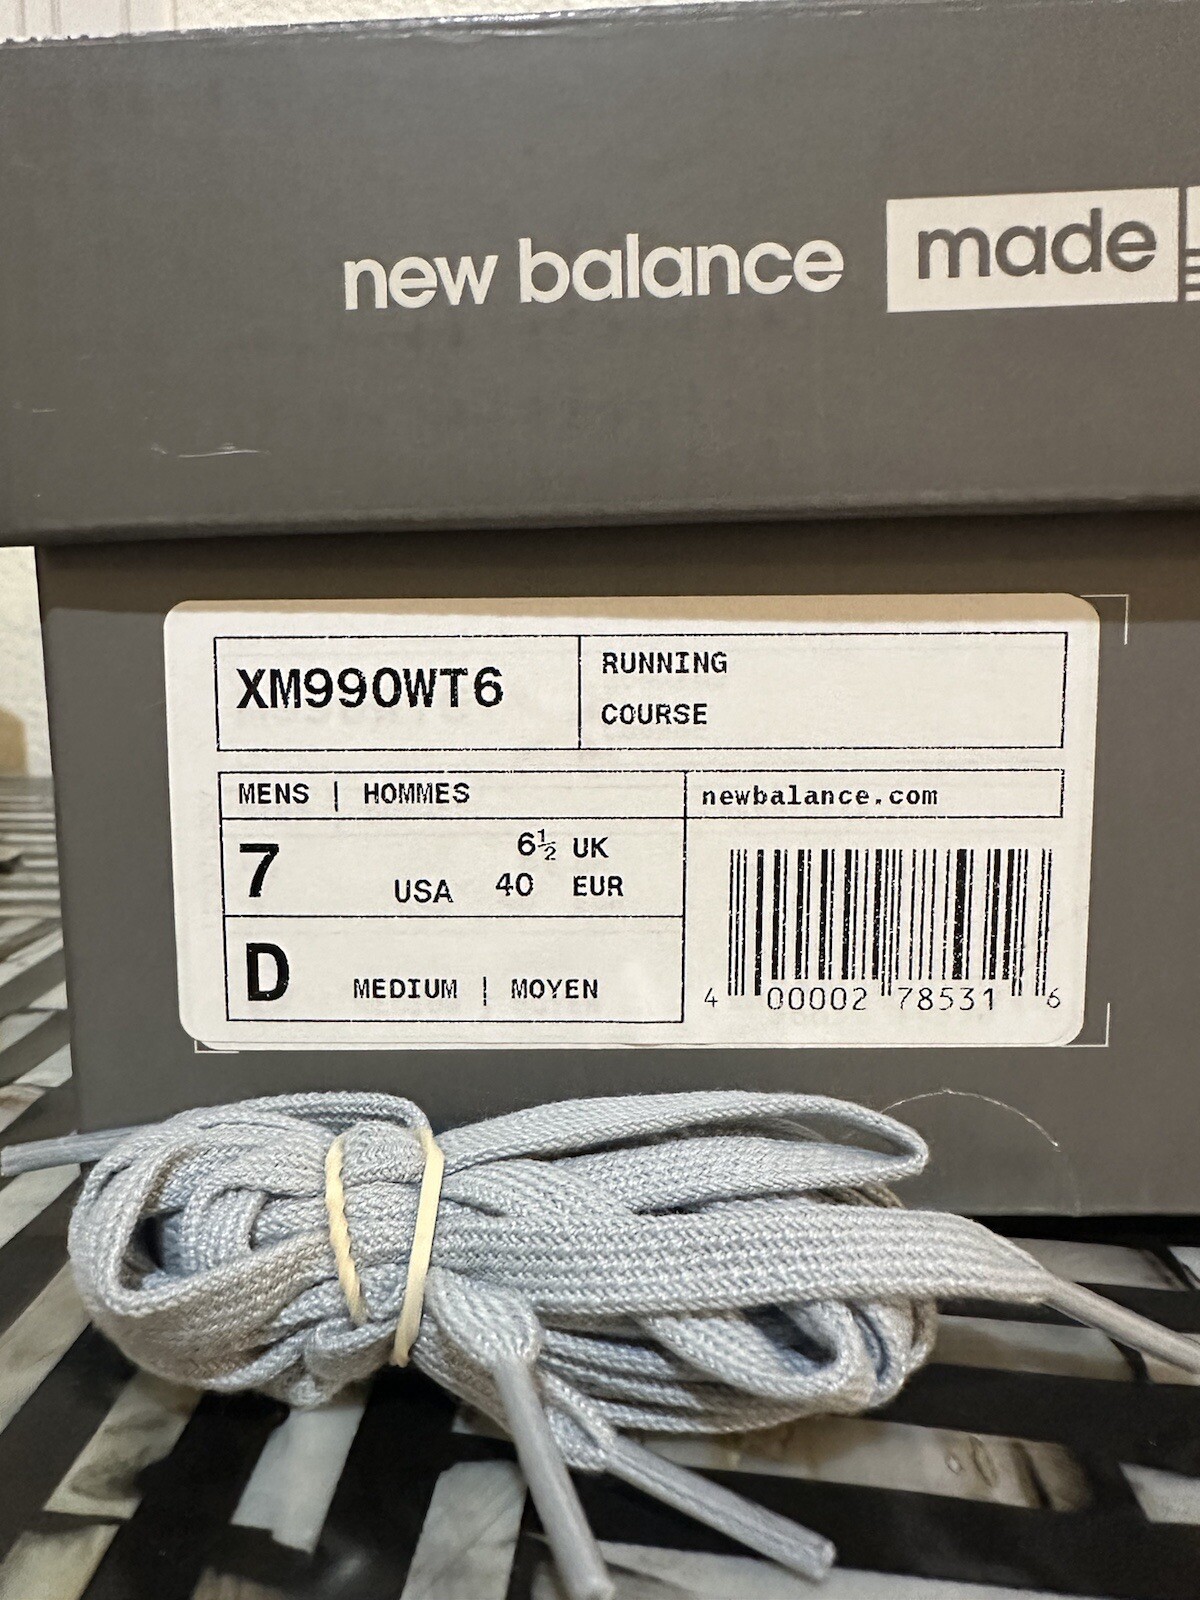 new balance made
XM990WT6
RUNNING
COURSE
MENS | HOMMES
newbalance.com
7 USA 6½ UK
40 EUR
D MEDIUM | MOYEN
4 00002 78531 6